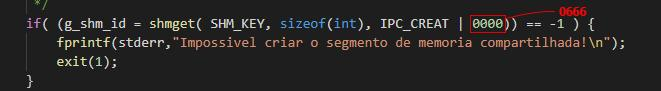 */
0666
if( (g_shm_id = shmget( SHM_KEY, sizeof(int), IPC_CREAT | 0000)) == -1 ) {
fprintf(stderr,"Impossivel criar o segmento de memoria compartilhada!\n");
exit(1);
}